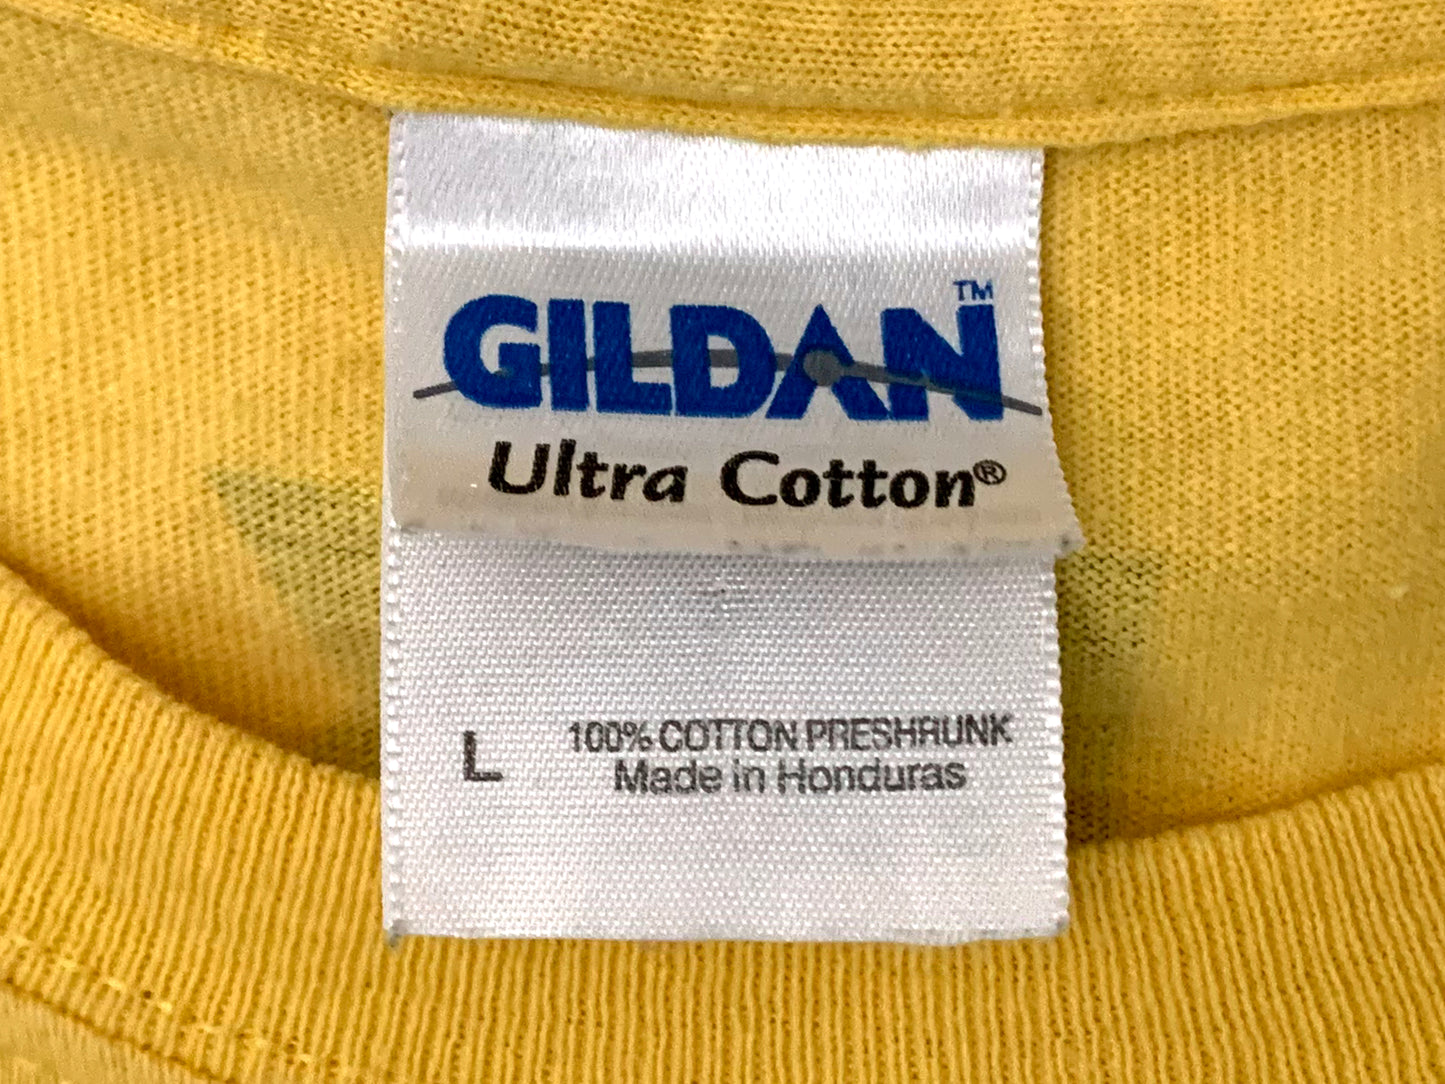 GILDAN™
Ultra Cotton®
L 100% COTTON PRESHRUNK
Made in Honduras